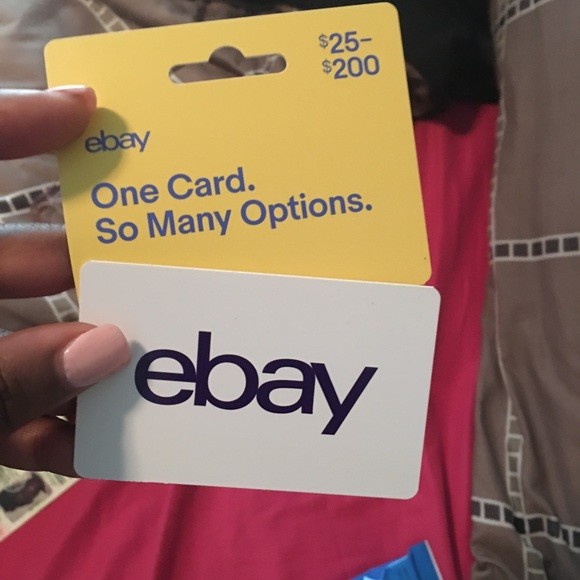 $25–
$200
ebay
One Card.
So Many Options.
ebay